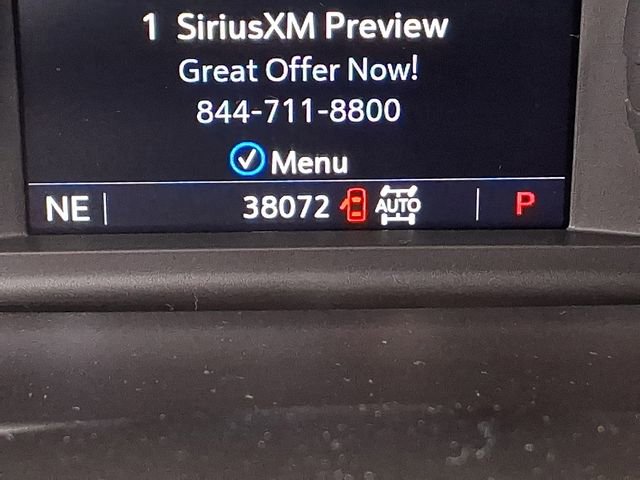 1 SiriusXM Preview
Great Offer Now!
844-711-8800
Menu
NE 38072 AUTO P